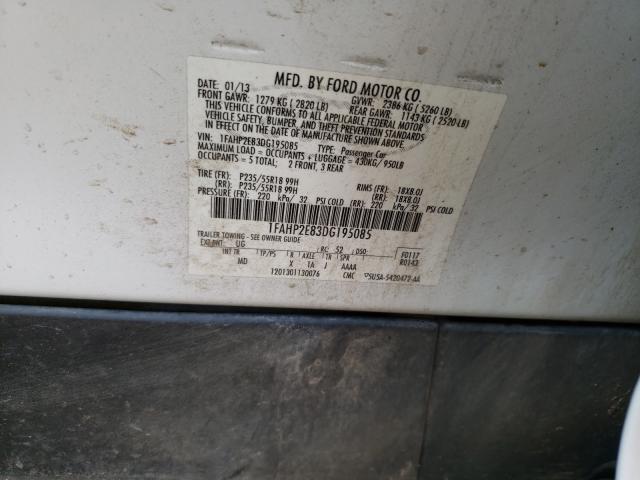 MFD. BY FORD MOTOR CO.
DATE: 01/13 GVWR: 2386 KG ( 5260 LB)
FRONT GAWR: 1279 KG ( 2820 LB) REAR GAWR: 1143 KG ( 2520 LB)
THIS VEHICLE CONFORMS TO ALL APPLICABLE FEDERAL MOTOR
VEHICLE SAFETY, BUMPER, AND THEFT PREVENTION STANDARDS
IN EFFECT ON THE DATE OF MANUFACTURE SHOWN ABOVE.
VIN: 1FAHP2E83DG195085 TYPE: Passenger Car
MAXIMUM LOAD = OCCUPANTS + LUGGAGE = 430KG/ 950LB
OCCUPANTS = 5 TOTAL; 2 FRONT, 3 REAR
TIRE (FR): P235/55R18 99H RIMS (FR): 18X8.0J
(RR): P235/55R18 99H (RR): 18X8.0J
PRESSURE (FR): 220 kPa/ 32 PSI COLD (RR): 220 kPa/ 32 PSI COLD
1FAHP2E83DG195085
TRAILER TOWING - SEE OWNER GUIDE
EXT PNT: UG RC: 52 DSO: F0117
INT TR TP/PS R AXLE TR SPR R0143
MD X 1A J AAAA
1201301130076 CMC